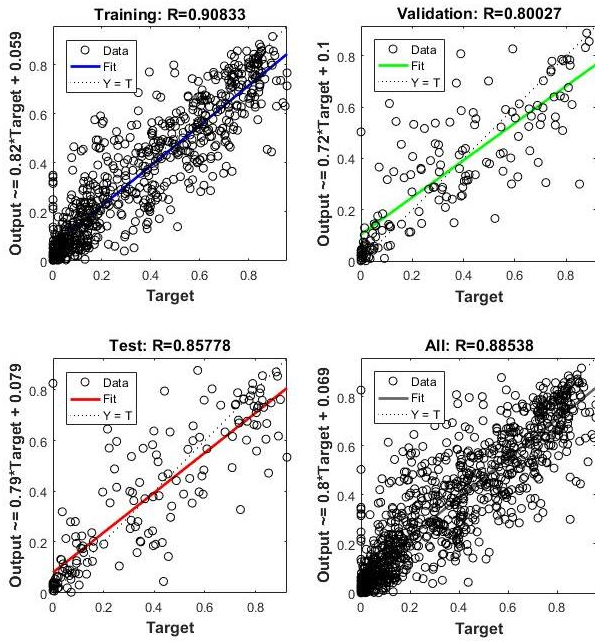 Training: R=0.90833
Output ~= 0.82*Target + 0.059
Data
Fit
Y = T
0.8
0.6
0.4
0.2
0
0 0.2 0.4 0.6 0.8
Target
Validation: R=0.80027
Output ~= 0.72*Target + 0.1
Data
Fit
Y = T
0.8
0.6
0.4
0.2
0
0 0.2 0.4 0.6 0.8
Target
Test: R=0.85778
Output ~= 0.79*Target + 0.079
Data
Fit
Y = T
0.8
0.6
0.4
0.2
0
0 0.2 0.4 0.6 0.8
Target
All: R=0.88538
Output ~= 0.8*Target + 0.069
Data
Fit
Y = T
0.8
0.6
0.4
0.2
0
0 0.2 0.4 0.6 0.8
Target